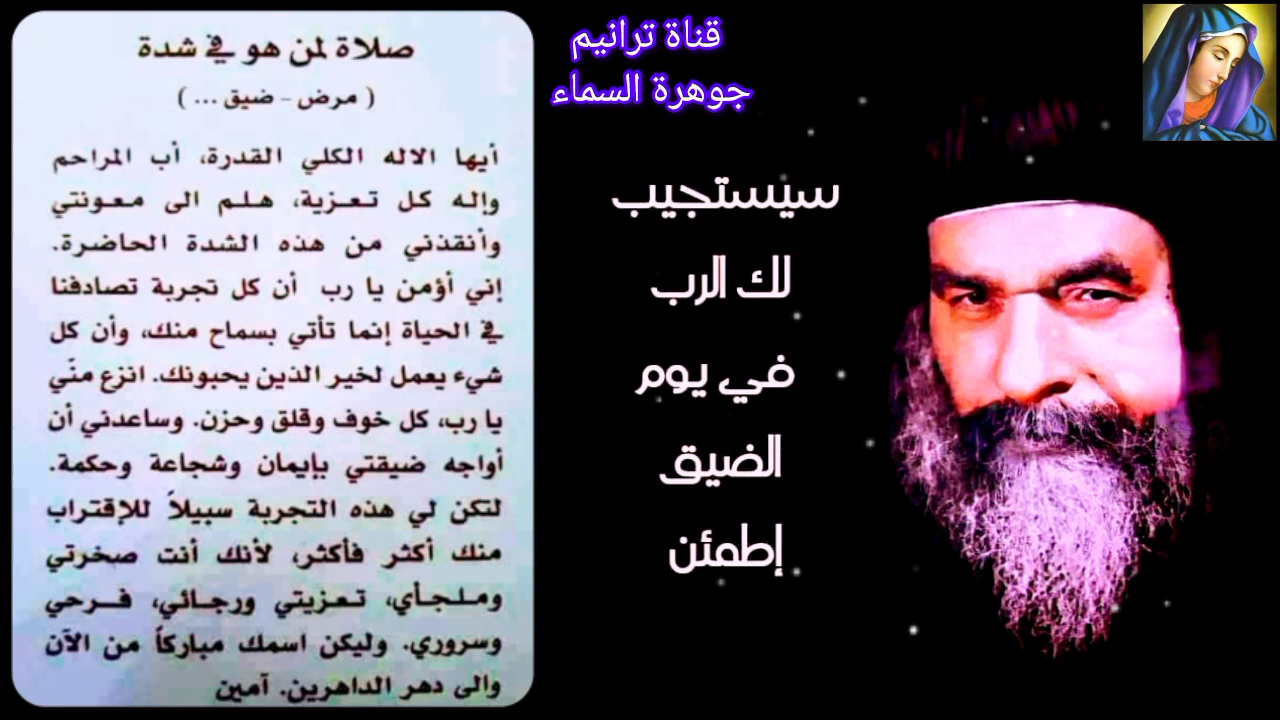 صلاة لمن هو في شدة
( مرض - ضيق ... )
أيها الاله الكلي القدرة، أب المراحم
وإله كل تعزية، هلم الى معونتي
وأنقذني من هذه الشدة الحاضرة.
إني أؤمن يا رب أن كل تجربة تصادفنا
في الحياة إنما تأتي بسماح منك، وأن كل
شيء يعمل لخير الذين يحبونك. انزع منّي
يا رب، كل خوف وقلق وحزن. وساعدني أن
أواجه ضيقتي بإيمان وشجاعة وحكمة.
لتكن لي هذه التجربة سبيلاً للإقتراب
منك أكثر فأكثر، لأنك أنت صخرتي
وملجأي، تعزيتي ورجائي، فرحي
وسروري. وليكن اسمك مباركاً من الآن
والى دهر الداهرين. آمين
قناة ترانيم
جوهرة السماء
سيستجيب
لك الرب
في يوم
الضيق
إطمئن